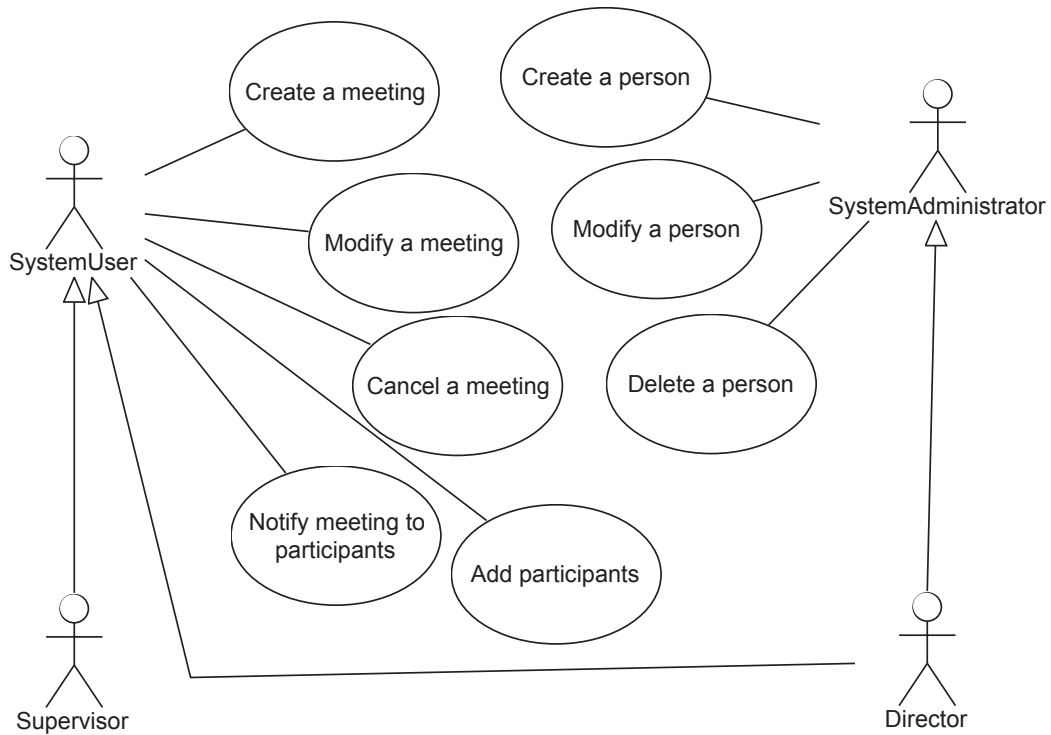 Create a meeting
Create a person
SystemUser
Modify a meeting
Modify a person
SystemAdministrator
Cancel a meeting
Delete a person
Notify meeting to
participants
Add participants
Supervisor
Director